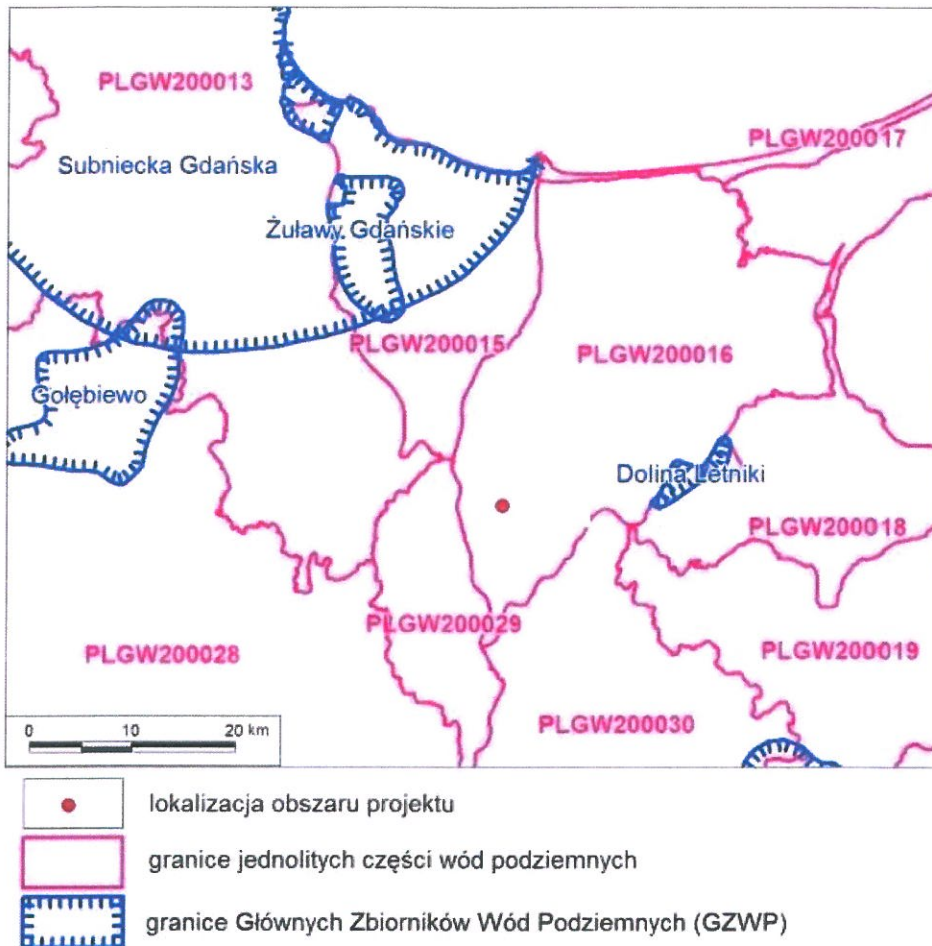 PLGW200013
PLGW200017
Subniecka Gdańska
Żuławy Gdańskie
PLGW200015
PLGW200016
Gołębiewo
Dolina Letniki
PLGW200018
PLGW200029
PLGW200028
PLGW200019
PLGW200030
0 10 20 km
lokalizacja obszaru projektu
granice jednolitych części wód podziemnych
granice Głównych Zbiorników Wód Podziemnych (GZWP)